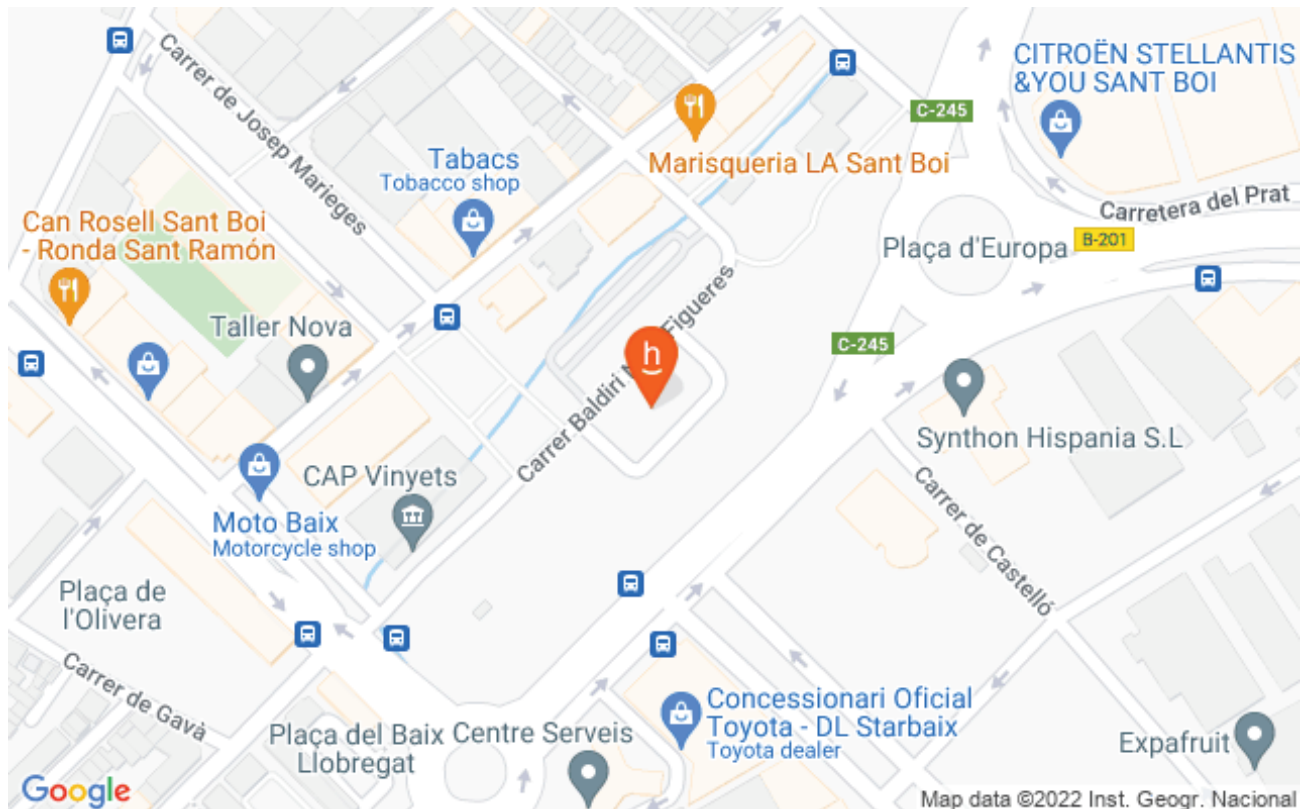 CITROËN STELLANTIS
&YOU SANT BOI
Carrer de Josep Marieges
C-245
Tabacs
Tobacco shop
Marisqueria LA Sant Boi
Carretera del Prat
Can Rosell Sant Boi
- Ronda Sant Ramón
Plaça d'Europa
B-201
Taller Nova
Carrer Baldiri
Figueres
h
C-245
Synthon Hispania S.L
CAP Vinyets
Carrer de Castelló
Moto Baix
Motorcycle shop
Plaça de
l'Olivera
Carrer de Gavà
Concessionari Oficial
Toyota - DL Starbaix
Toyota dealer
Plaça del Baix
Llobregat
Centre Serveis
Expafruit
Google
Map data ©2022 Inst. Geogr. Nacional